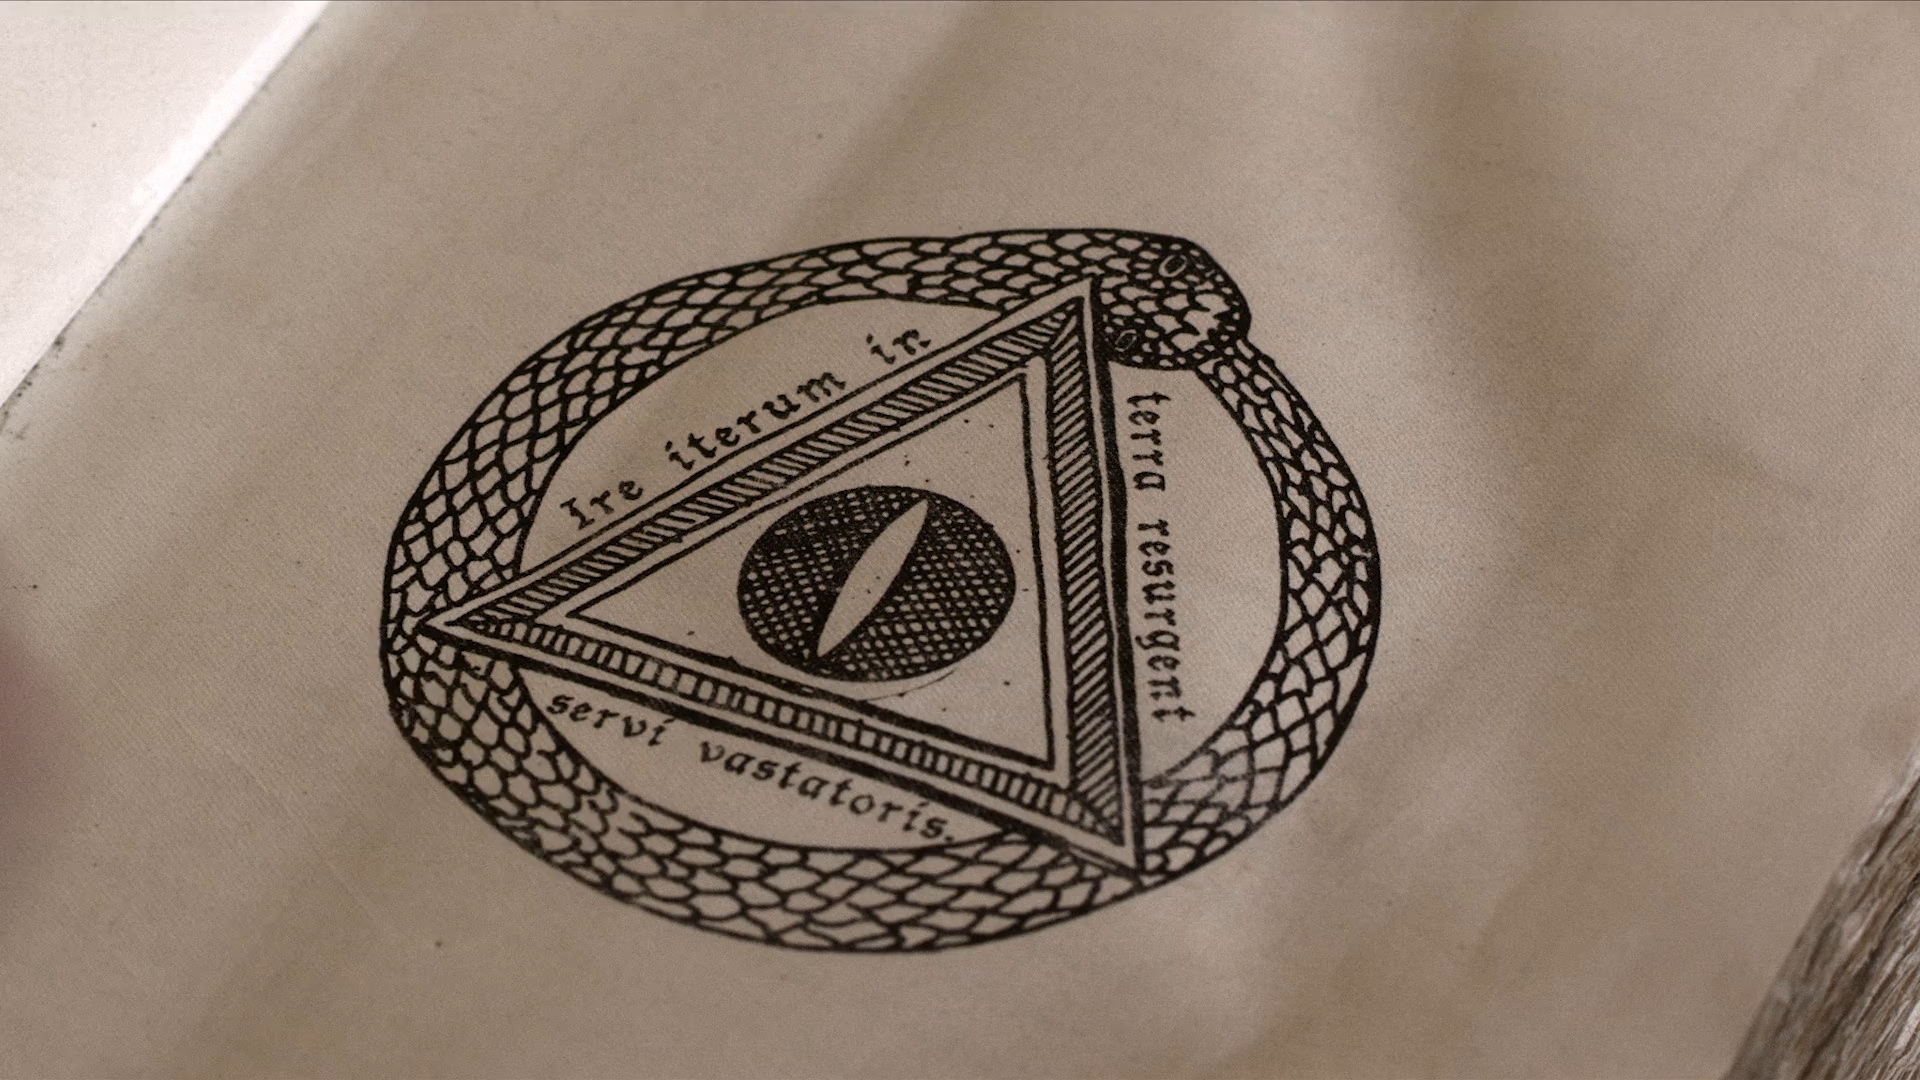 Ire iterum in
terra resurgent
servi vastatoris.